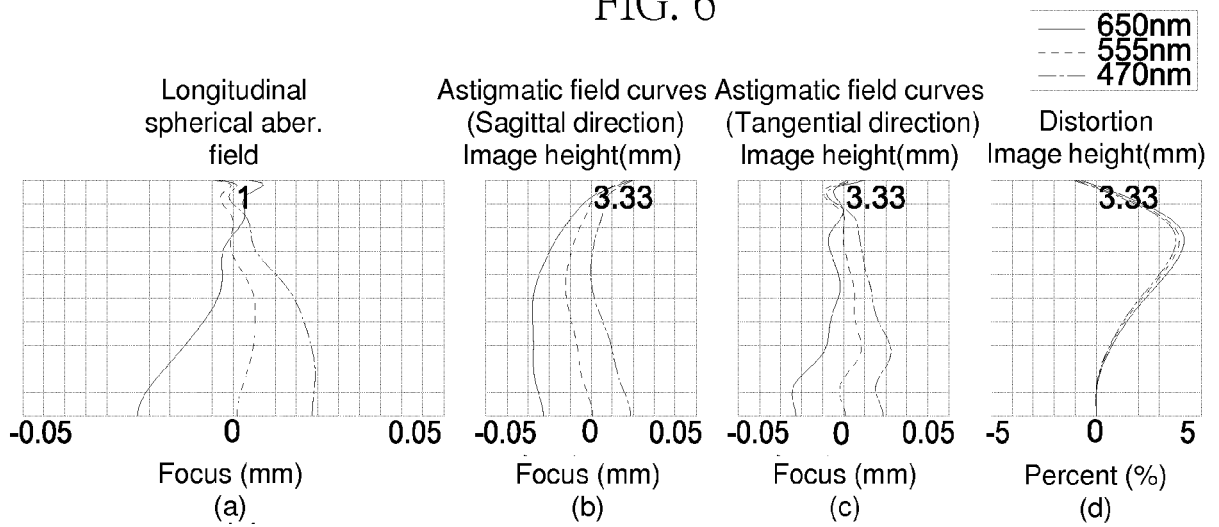 FIG. 6
650nm
555nm
470nm
Longitudinal
spherical aber.
field
1
-0.05 0 0.05
Focus (mm)
(a)
Astigmatic field curves
(Sagittal direction)
Image height(mm)
3.33
-0.05 0 0.05
Focus (mm)
(b)
Astigmatic field curves
(Tangential direction)
Image height(mm)
3.33
-0.05 0 0.05
Focus (mm)
(c)
Distortion
Image height(mm)
3.33
-5 0 5
Percent (%)
(d)